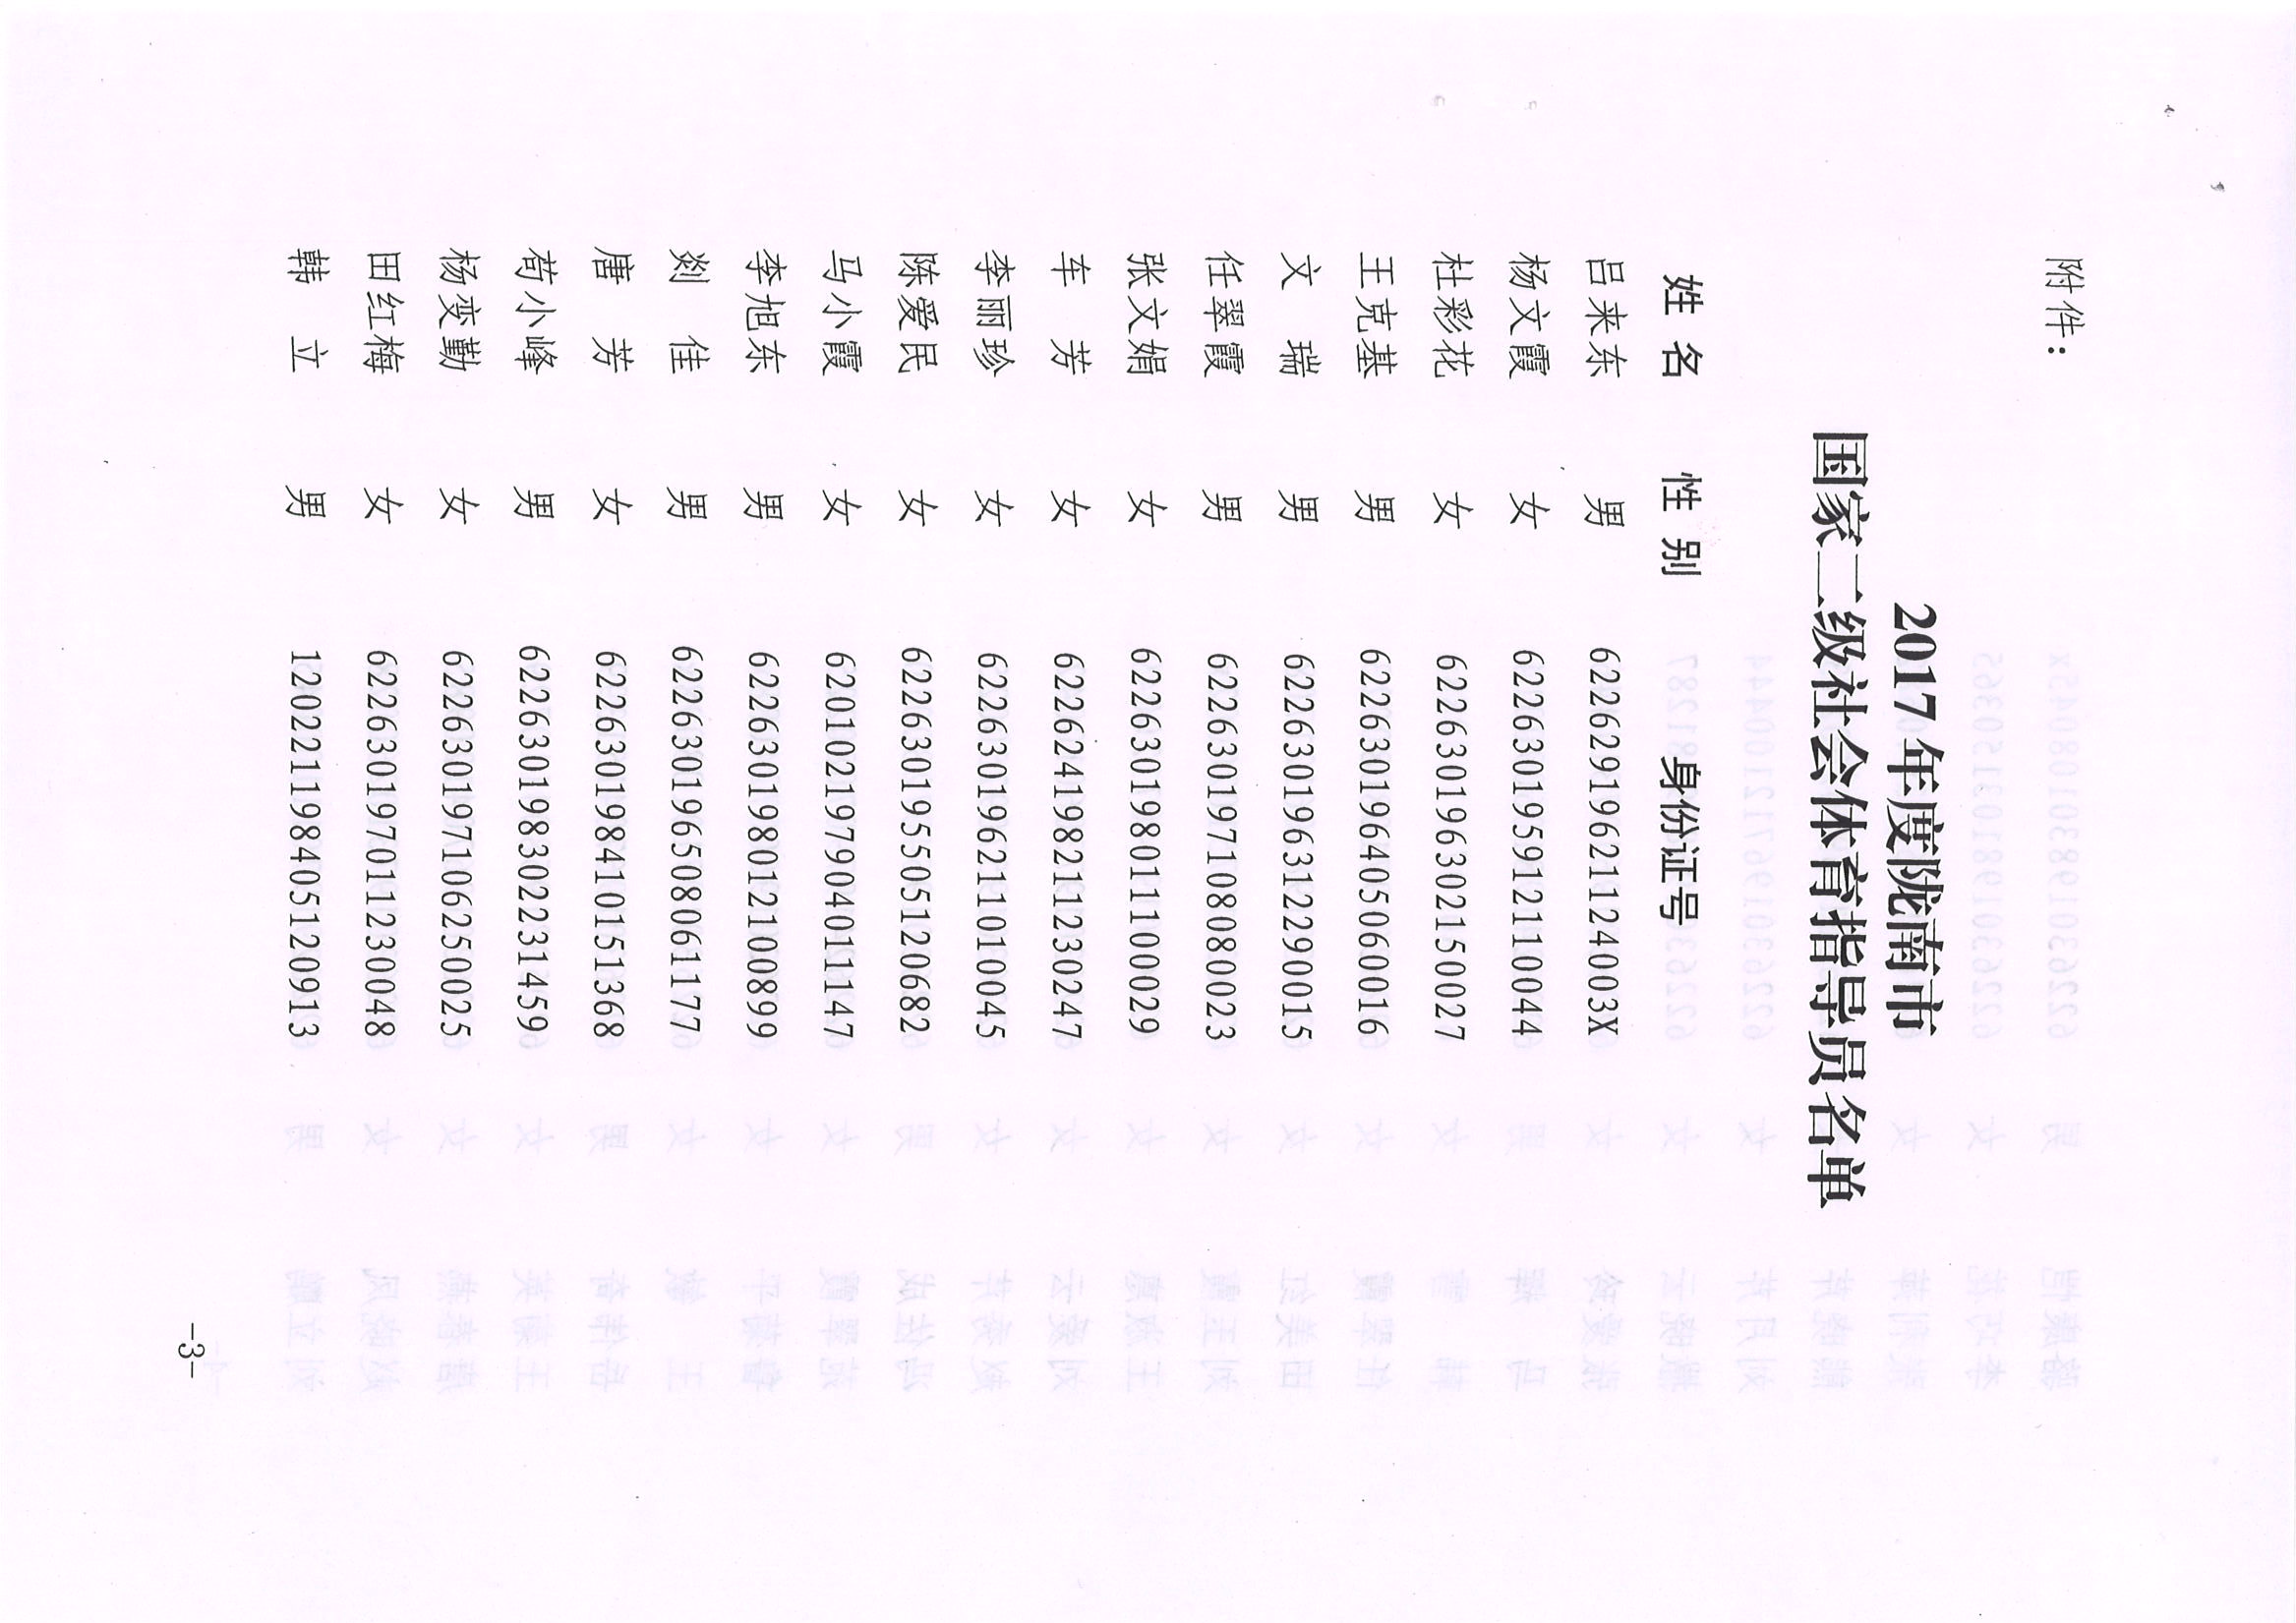 附件：
2017 年度陇南市
国家二级社会体育指导员名单
姓 名 性 别 身份证号
吕来东 男 62262919621124003X
杨文霞 女 622630195912110044
杜彩花 女 622630196302150027
王克基 男 622630196405060016
文 瑞 男 622630196312290015
任翠霞 男 622630197108080023
张文娟 女 622630198011100029
车 芳 女 622624198211230247
李丽珍 女 622630196211010045
陈爱民 女 622630195505120682
马小霞 女 620102197904011147
李旭东 男 622630198012100899
剡 佳 男 622630196508061177
唐 芳 女 622630198410151368
苟小峰 男 622630198302231459
杨变勤 女 622630197106250025
田红梅 女 622630197011230048
韩 立 男 120221198405120913
-3-